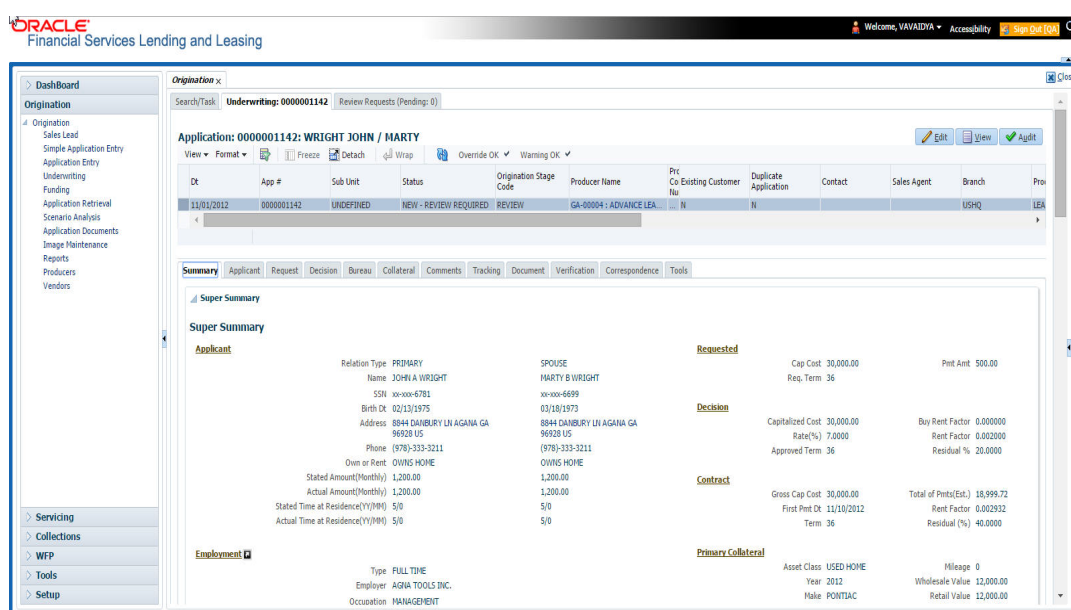 ORACLE
Financial Services Lending and Leasing
Welcome, VAVAIDYA Accessibility Sign Out [QA]
DashBoard
Origination
Origination
Sales Lead
Simple Application Entry
Application Entry
Underwriting
Funding
Application Retrieval
Scenario Analysis
Application Documents
Image Maintenance
Reports
Producers
Vendors
Servicing
Collections
WFP
Tools
Setup
Origination x
Clos
Search/Task Underwriting: 0000001142 Review Requests (Pending: 0)
Application: 0000001142: WRIGHT JOHN / MARTY
Edit View Audit
View Format Freeze Detach Wrap Override OK Warning OK
Dt App # Sub Unit Status Origination Stage Code Producer Name Prc Co Nu Existing Customer Duplicate Application Contact Sales Agent Branch Proc
11/01/2012 0000001142 UNDEFINED NEW - REVIEW REQUIRED REVIEW GA-00004 : ADVANCE LEA... ... N N USHQ LEA
Summary Applicant Request Decision Bureau Collateral Comments Tracking Document Verification Correspondence Tools
Super Summary
Super Summary
Applicant
Relation Type PRIMARY SPOUSE
Name JOHN A WRIGHT MARTY B WRIGHT
SSN xx-xxx-6781 xx-xxx-6699
Birth Dt 02/13/1975 03/18/1973
Address 8844 DANBURY LN AGANA GA 8844 DANBURY LN AGANA GA
96928 US 96928 US
Phone (978)-333-3211 (978)-333-3211
Own or Rent OWNS HOME OWNS HOME
Stated Amount(Monthly) 1,200.00 1,200.00
Actual Amount(Monthly) 1,200.00 1,200.00
Stated Time at Residence(YY/MM) 5/0 5/0
Actual Time at Residence(YY/MM) 5/0 5/0
Employment
Type FULL TIME
Employer AGNA TOOLS INC.
Occupation MANAGEMENT
Requested
Cap Cost 30,000.00 Pmt Amt 500.00
Req. Term 36
Decision
Capitalized Cost 30,000.00 Buy Rent Factor 0.000000
Rate(%) 7.0000 Rent Factor 0.002000
Approved Term 36 Residual % 20.0000
Contract
Gross Cap Cost 30,000.00 Total of Pmts(Est.) 18,999.72
First Pmt Dt 11/10/2012 Rent Factor 0.002932
Term 36 Residual (%) 40.0000
Primary Collateral
Asset Class USED HOME Mileage 0
Year 2012 Wholesale Value 12,000.00
Make PONTIAC Retail Value 12,000.00